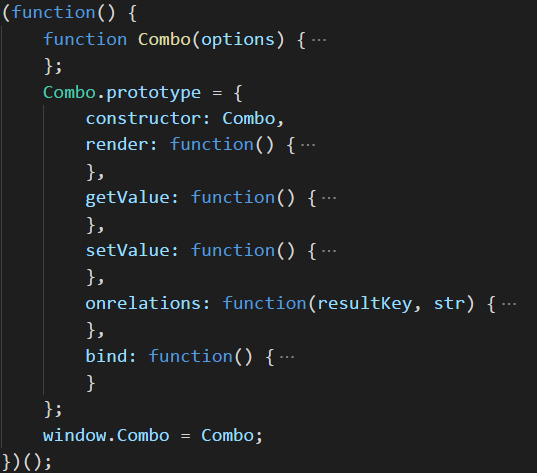 (function() {
    function Combo(options) {···
    };
    Combo.prototype = {
        constructor: Combo,
        render: function() {···
        },
        getValue: function() {···
        },
        setValue: function() {···
        },
        onrelations: function(resultKey, str) {···
        },
        bind: function() {···
        }
    };
    window.Combo = Combo;
})();